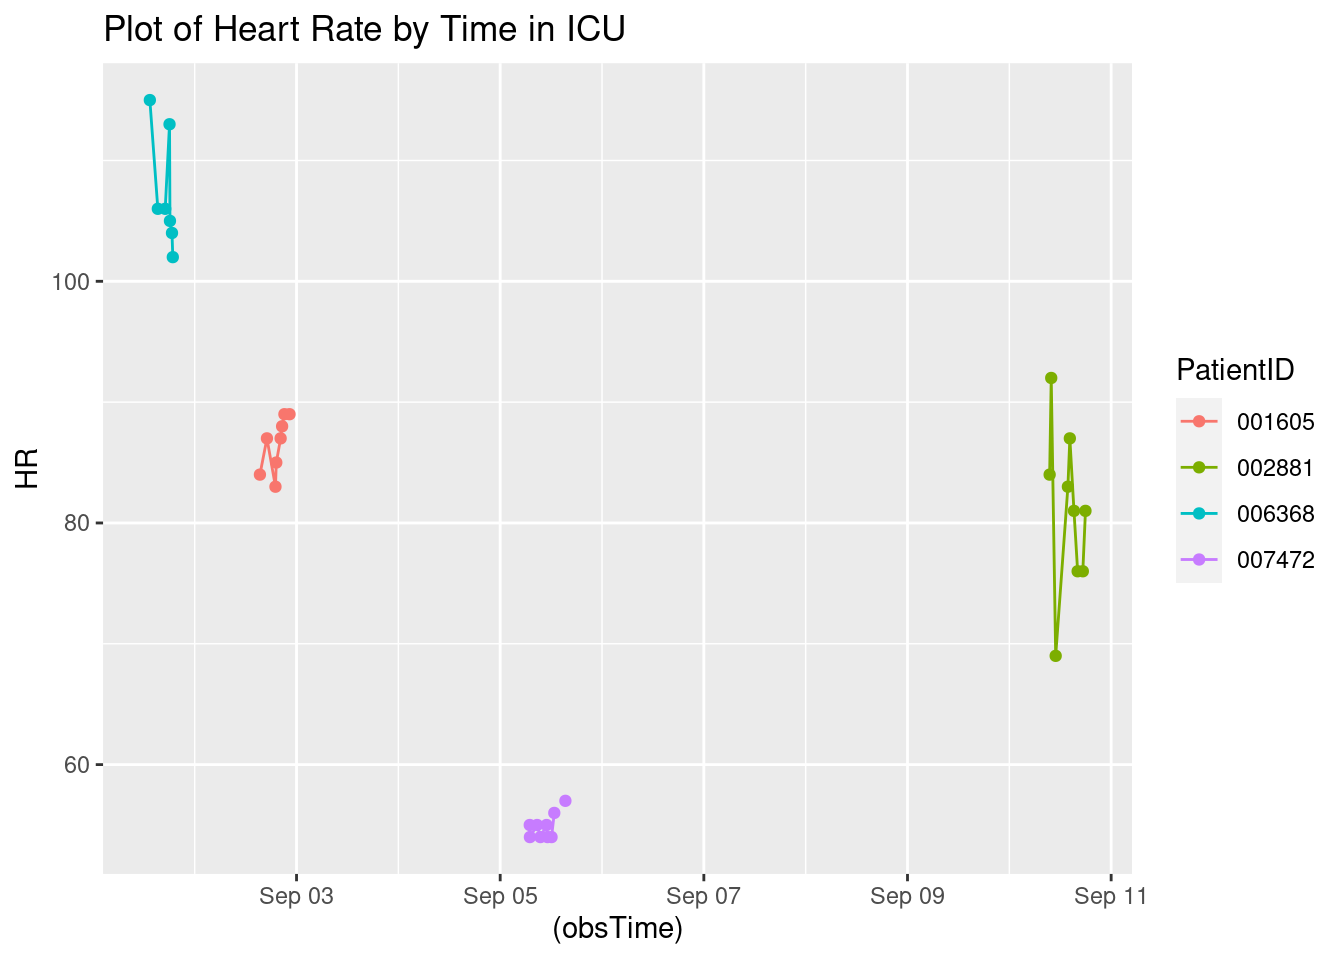 Plot of Heart Rate by Time in ICU
HR
100
80
60
Sep 03 Sep 05 Sep 07 Sep 09 Sep 11
(obsTime)
PatientID
001605
002881
006368
007472